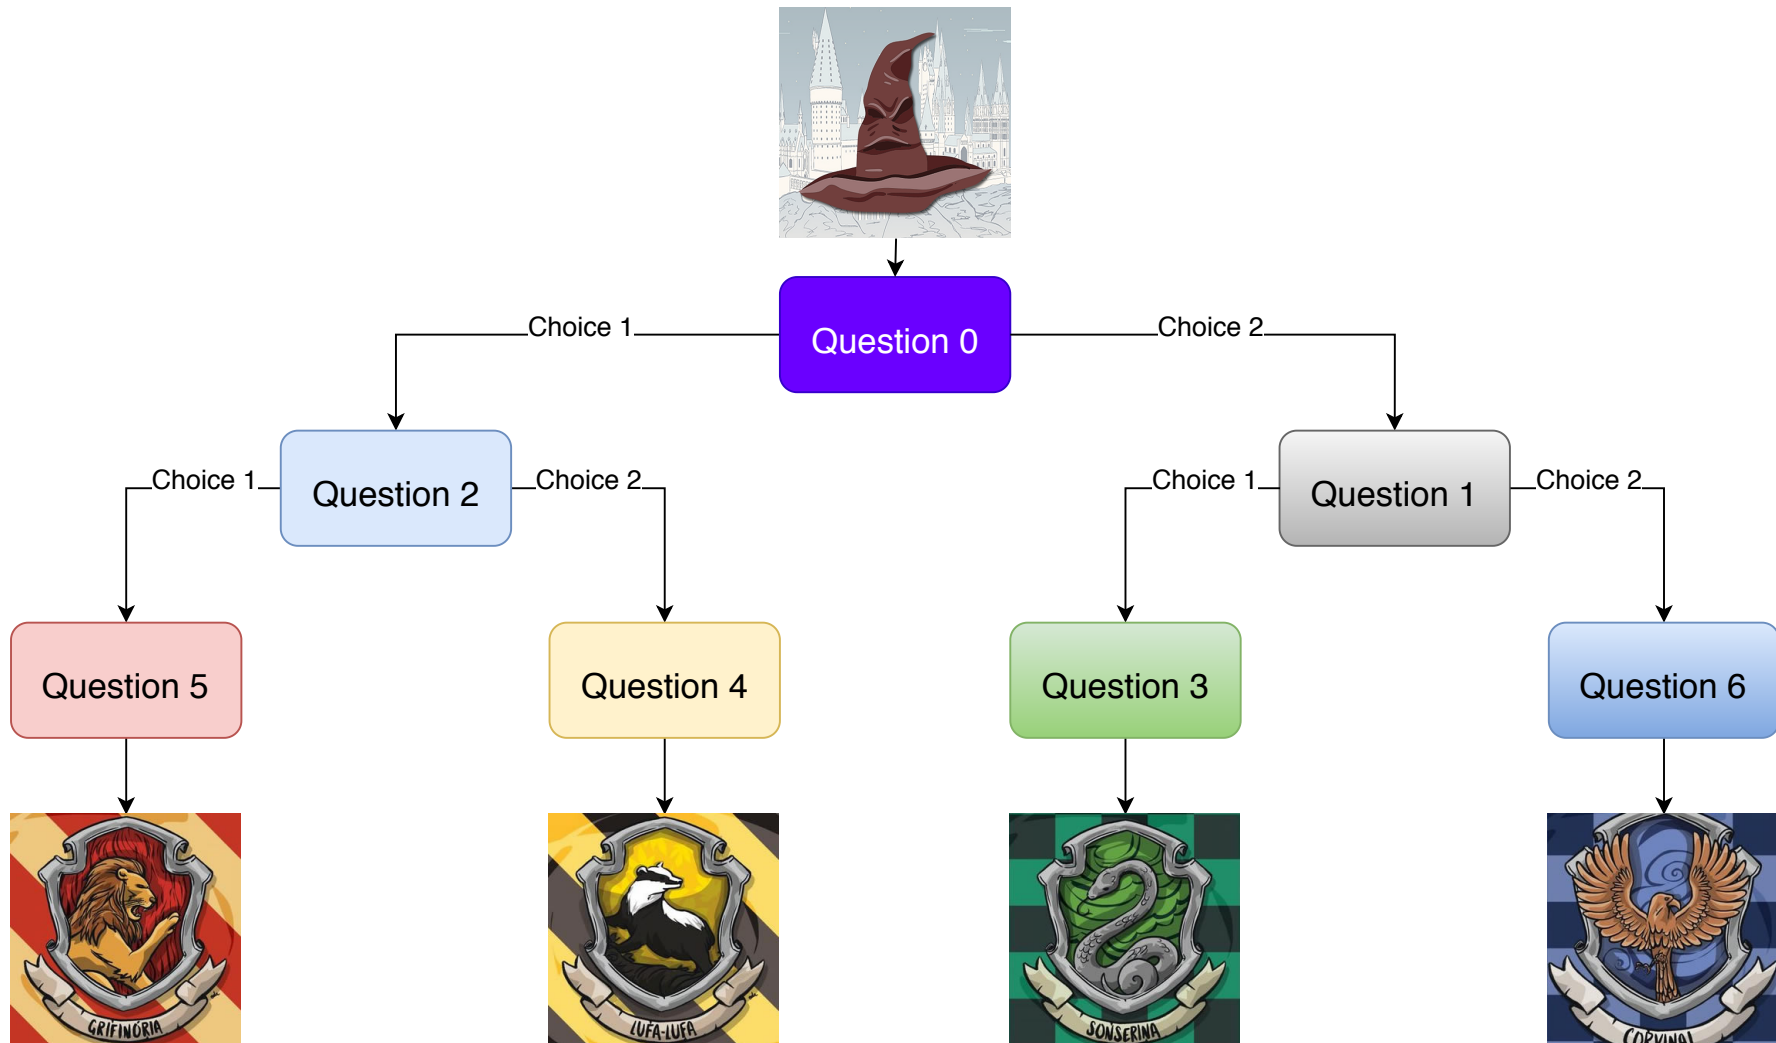 Question 0
Choice 1
Choice 2
Question 2
Question 1
Choice 1
Choice 2
Choice 1
Choice 2
Question 5
Question 4
Question 3
Question 6
GRIFINÓRIA
LUFA-LUFA
SONSERINA
CORVINAL